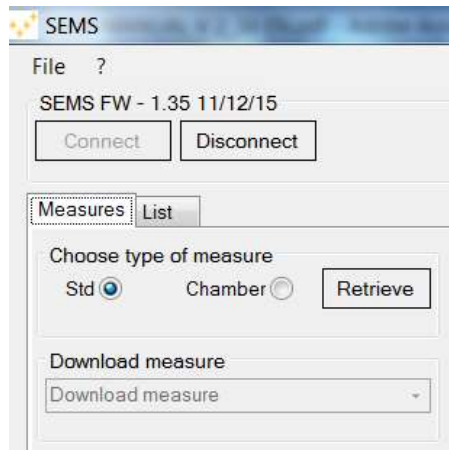 SEMS
File ?
SEMS FW - 1.35 11/12/15
Connect Disconnect
Measures List
Choose type of measure
Std Chamber Retrieve
Download measure
Download measure